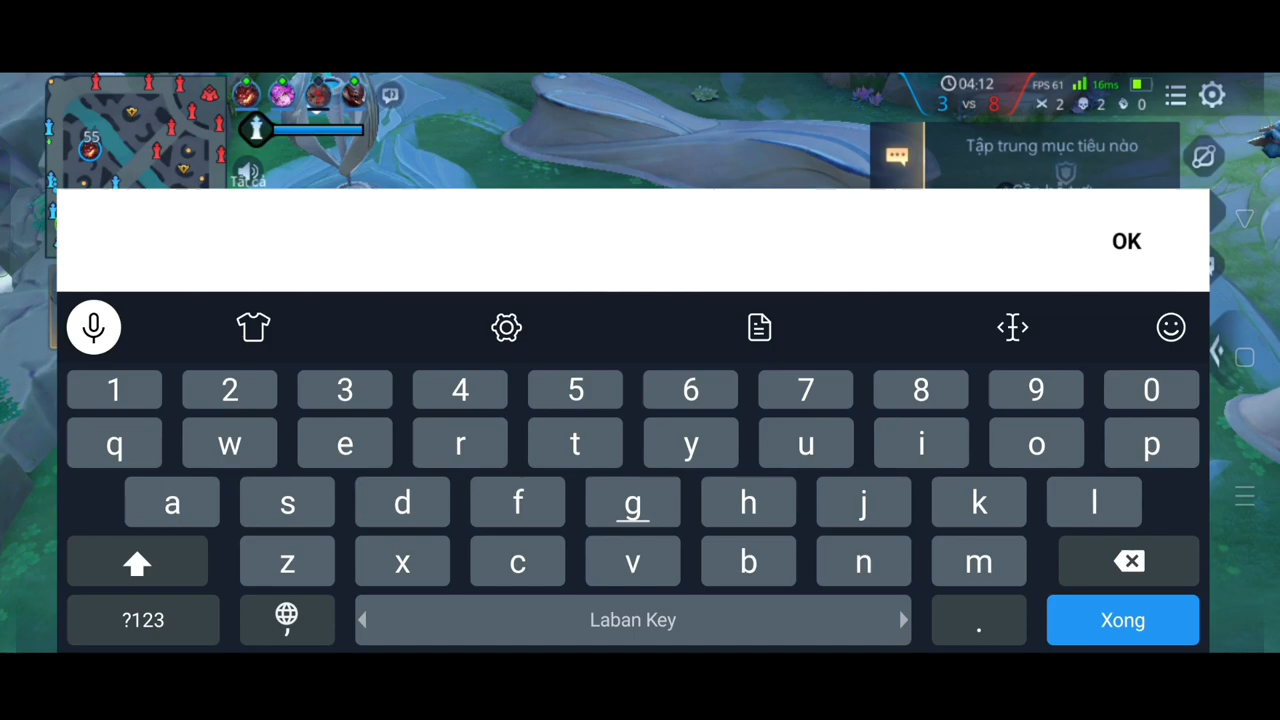 55
04:12 FPS 61 16ms
3 vs 8 2 2 0
Tập trung mục tiêu nào
Tất cả
OK
1 2 3 4 5 6 7 8 9 0
q w e r t y u i o p
a s d f g h j k l
z x c v b n m
?123 , Laban Key . Xong